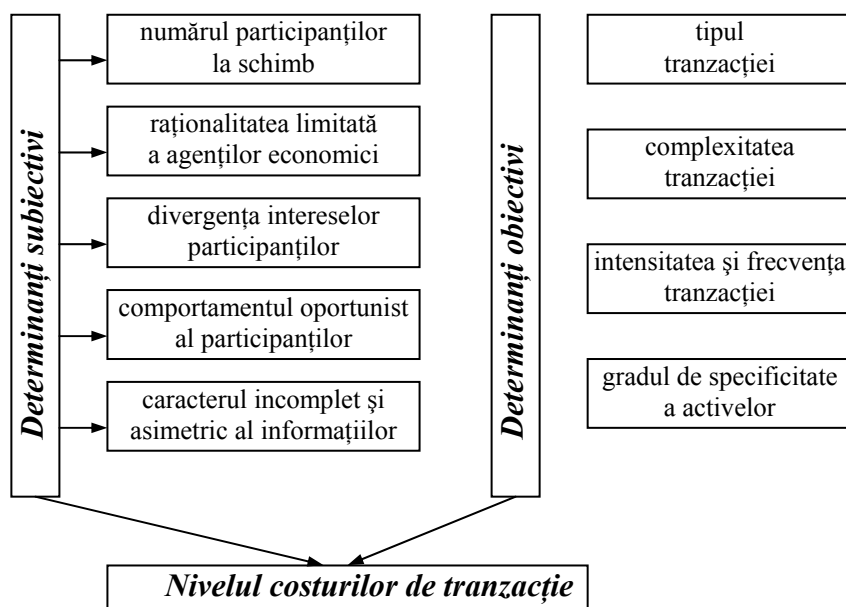 Determinanți subiectivi
numărul participanților
la schimb
raționalitatea limitată
a agenților economici
divergența intereselor
participanților
comportamentul oportunist
al participanților
caracterul incomplet şi
asimetric al informațiilor
Determinanți obiectivi
tipul
tranzacției
complexitatea
tranzacției
intensitatea şi frecvența
tranzacției
gradul de specificitate
a activelor
Nivelul costurilor de tranzacție